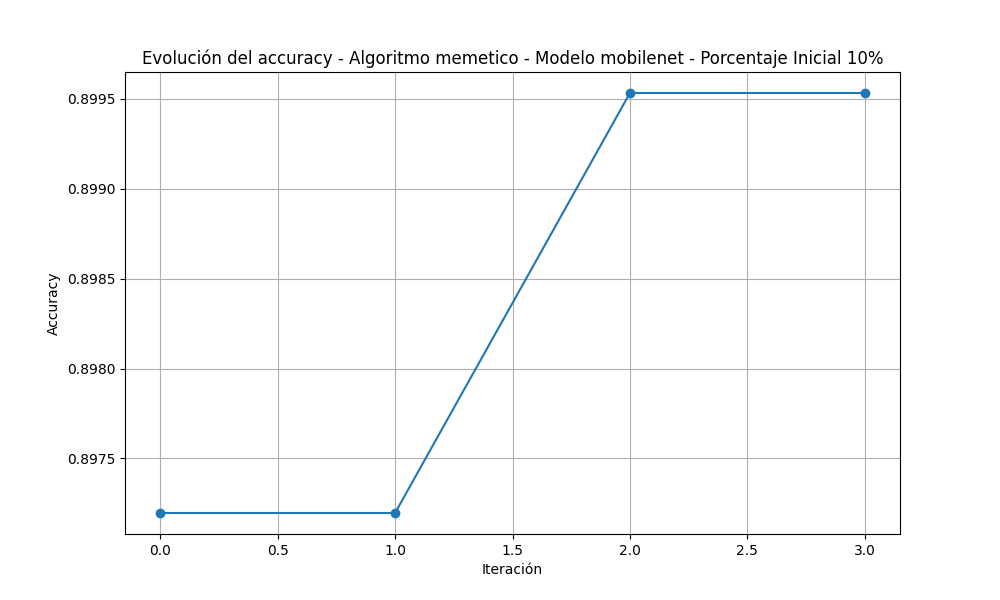 Evolución del accuracy - Algoritmo memetico - Modelo mobilenet - Porcentaje Inicial 10%
0.8995
0.8990
0.8985
0.8980
0.8975
Accuracy
0.0 0.5 1.0 1.5 2.0 2.5 3.0
Iteración